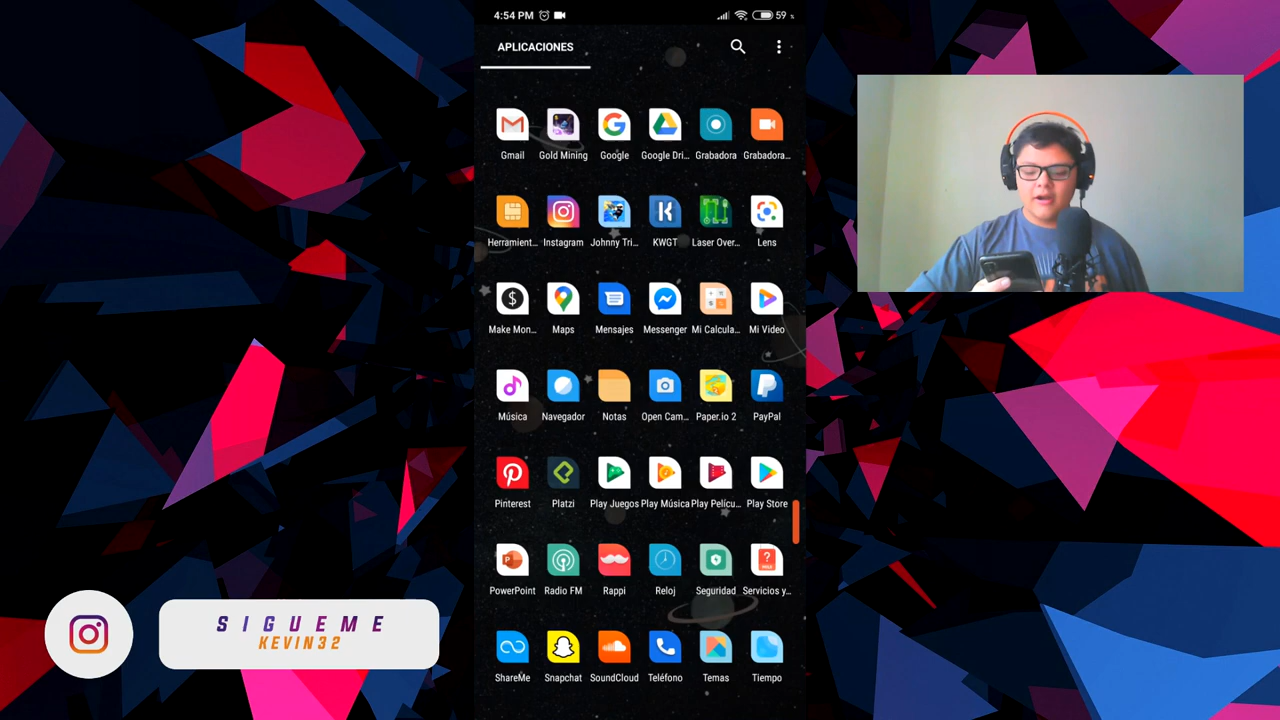 4:54 PM 59 %
APLICACIONES
Gmail Gold Mining Google Google Dri... Grabadora Grabadora...
Herramient... Instagram Johnny Tri... KWGT Laser Over... Lens
Make Mon... Maps Mensajes Messenger Mi Calcula... Mi Video
Música Navegador Notas Open Cam... Paper.io 2 PayPal
Pinterest Platzi Play Juegos Play Música Play Pelícu... Play Store
PowerPoint Radio FM Rappi Reloj Seguridad Servicios y...
ShareMe Snapchat SoundCloud Teléfono Temas Tiempo
SIGUEME
KEVIN32